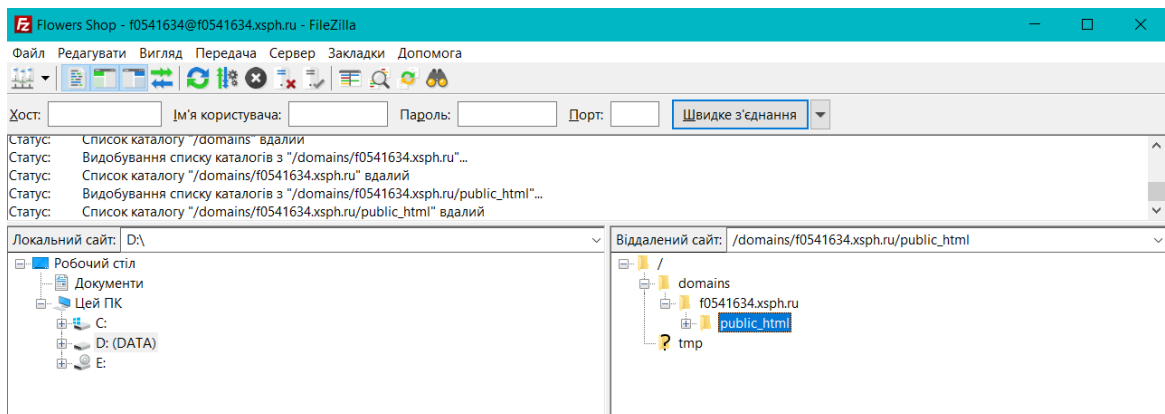 Flowers Shop - f0541634@f0541634.xsph.ru - FileZilla
Файл Редагувати Вигляд Передача Сервер Закладки Допомога
Хост: Ім'я користувача: Пароль: Порт: Швидке з'єднання
Статус: Список каталогу "/domains" вдалий
Статус: Видобування списку каталогів з "/domains/f0541634.xsph.ru"...
Статус: Список каталогу "/domains/f0541634.xsph.ru" вдалий
Статус: Видобування списку каталогів з "/domains/f0541634.xsph.ru/public_html"...
Статус: Список каталогу "/domains/f0541634.xsph.ru/public_html" вдалий
Локальний сайт: D:\
Робочий стіл
Документи
Цей ПК
C:
D: (DATA)
E:
Віддалений сайт: /domains/f0541634.xsph.ru/public_html
/
domains
f0541634.xsph.ru
public_html
tmp